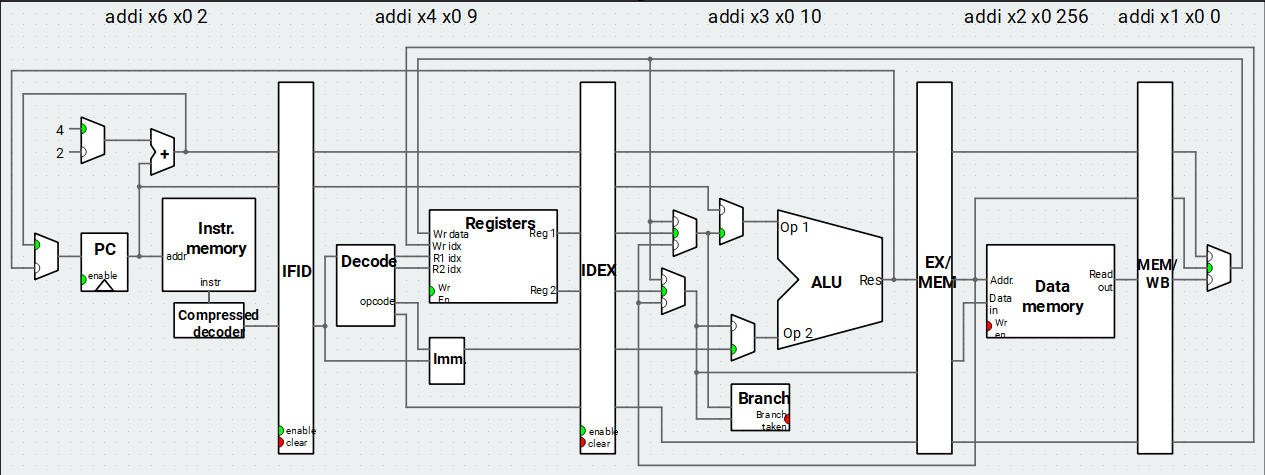 addi x6 x0 2
addi x4 x0 9
addi x3 x0 10
addi x2 x0 256
addi x1 x0 0
4
2
+
PC
enable
Instr.
memory
addr
instr
Compressed
decoder
IFID
enable
clear
Decode
opcode
Registers
Wr data
Wr idx
R1 idx
R2 idx
Wr
En
Reg 1
Reg 2
Imm.
IDEX
enable
clear
Op 1
ALU
Res
Op 2
Branch
Branch
taken
EX/
MEM
Addr.
Data
in
Wr
en
Data
memory
Read
out
MEM/
WB